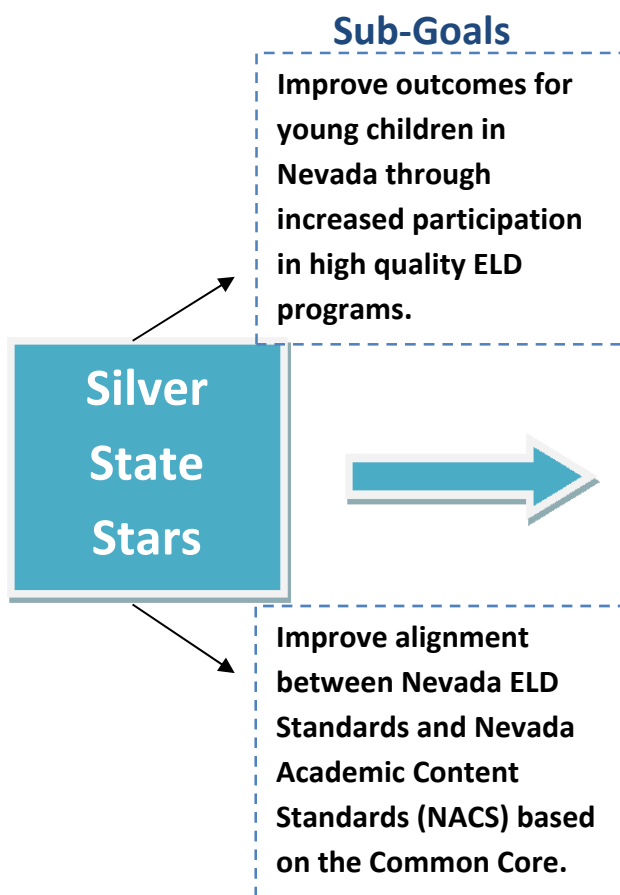 Sub-Goals
Improve outcomes for
young children in
Nevada through
increased participation
in high quality ELD
programs.
Silver
State
Stars
Improve alignment
between Nevada ELD
Standards and Nevada
Academic Content
Standards (NACS) based
on the Common Core.